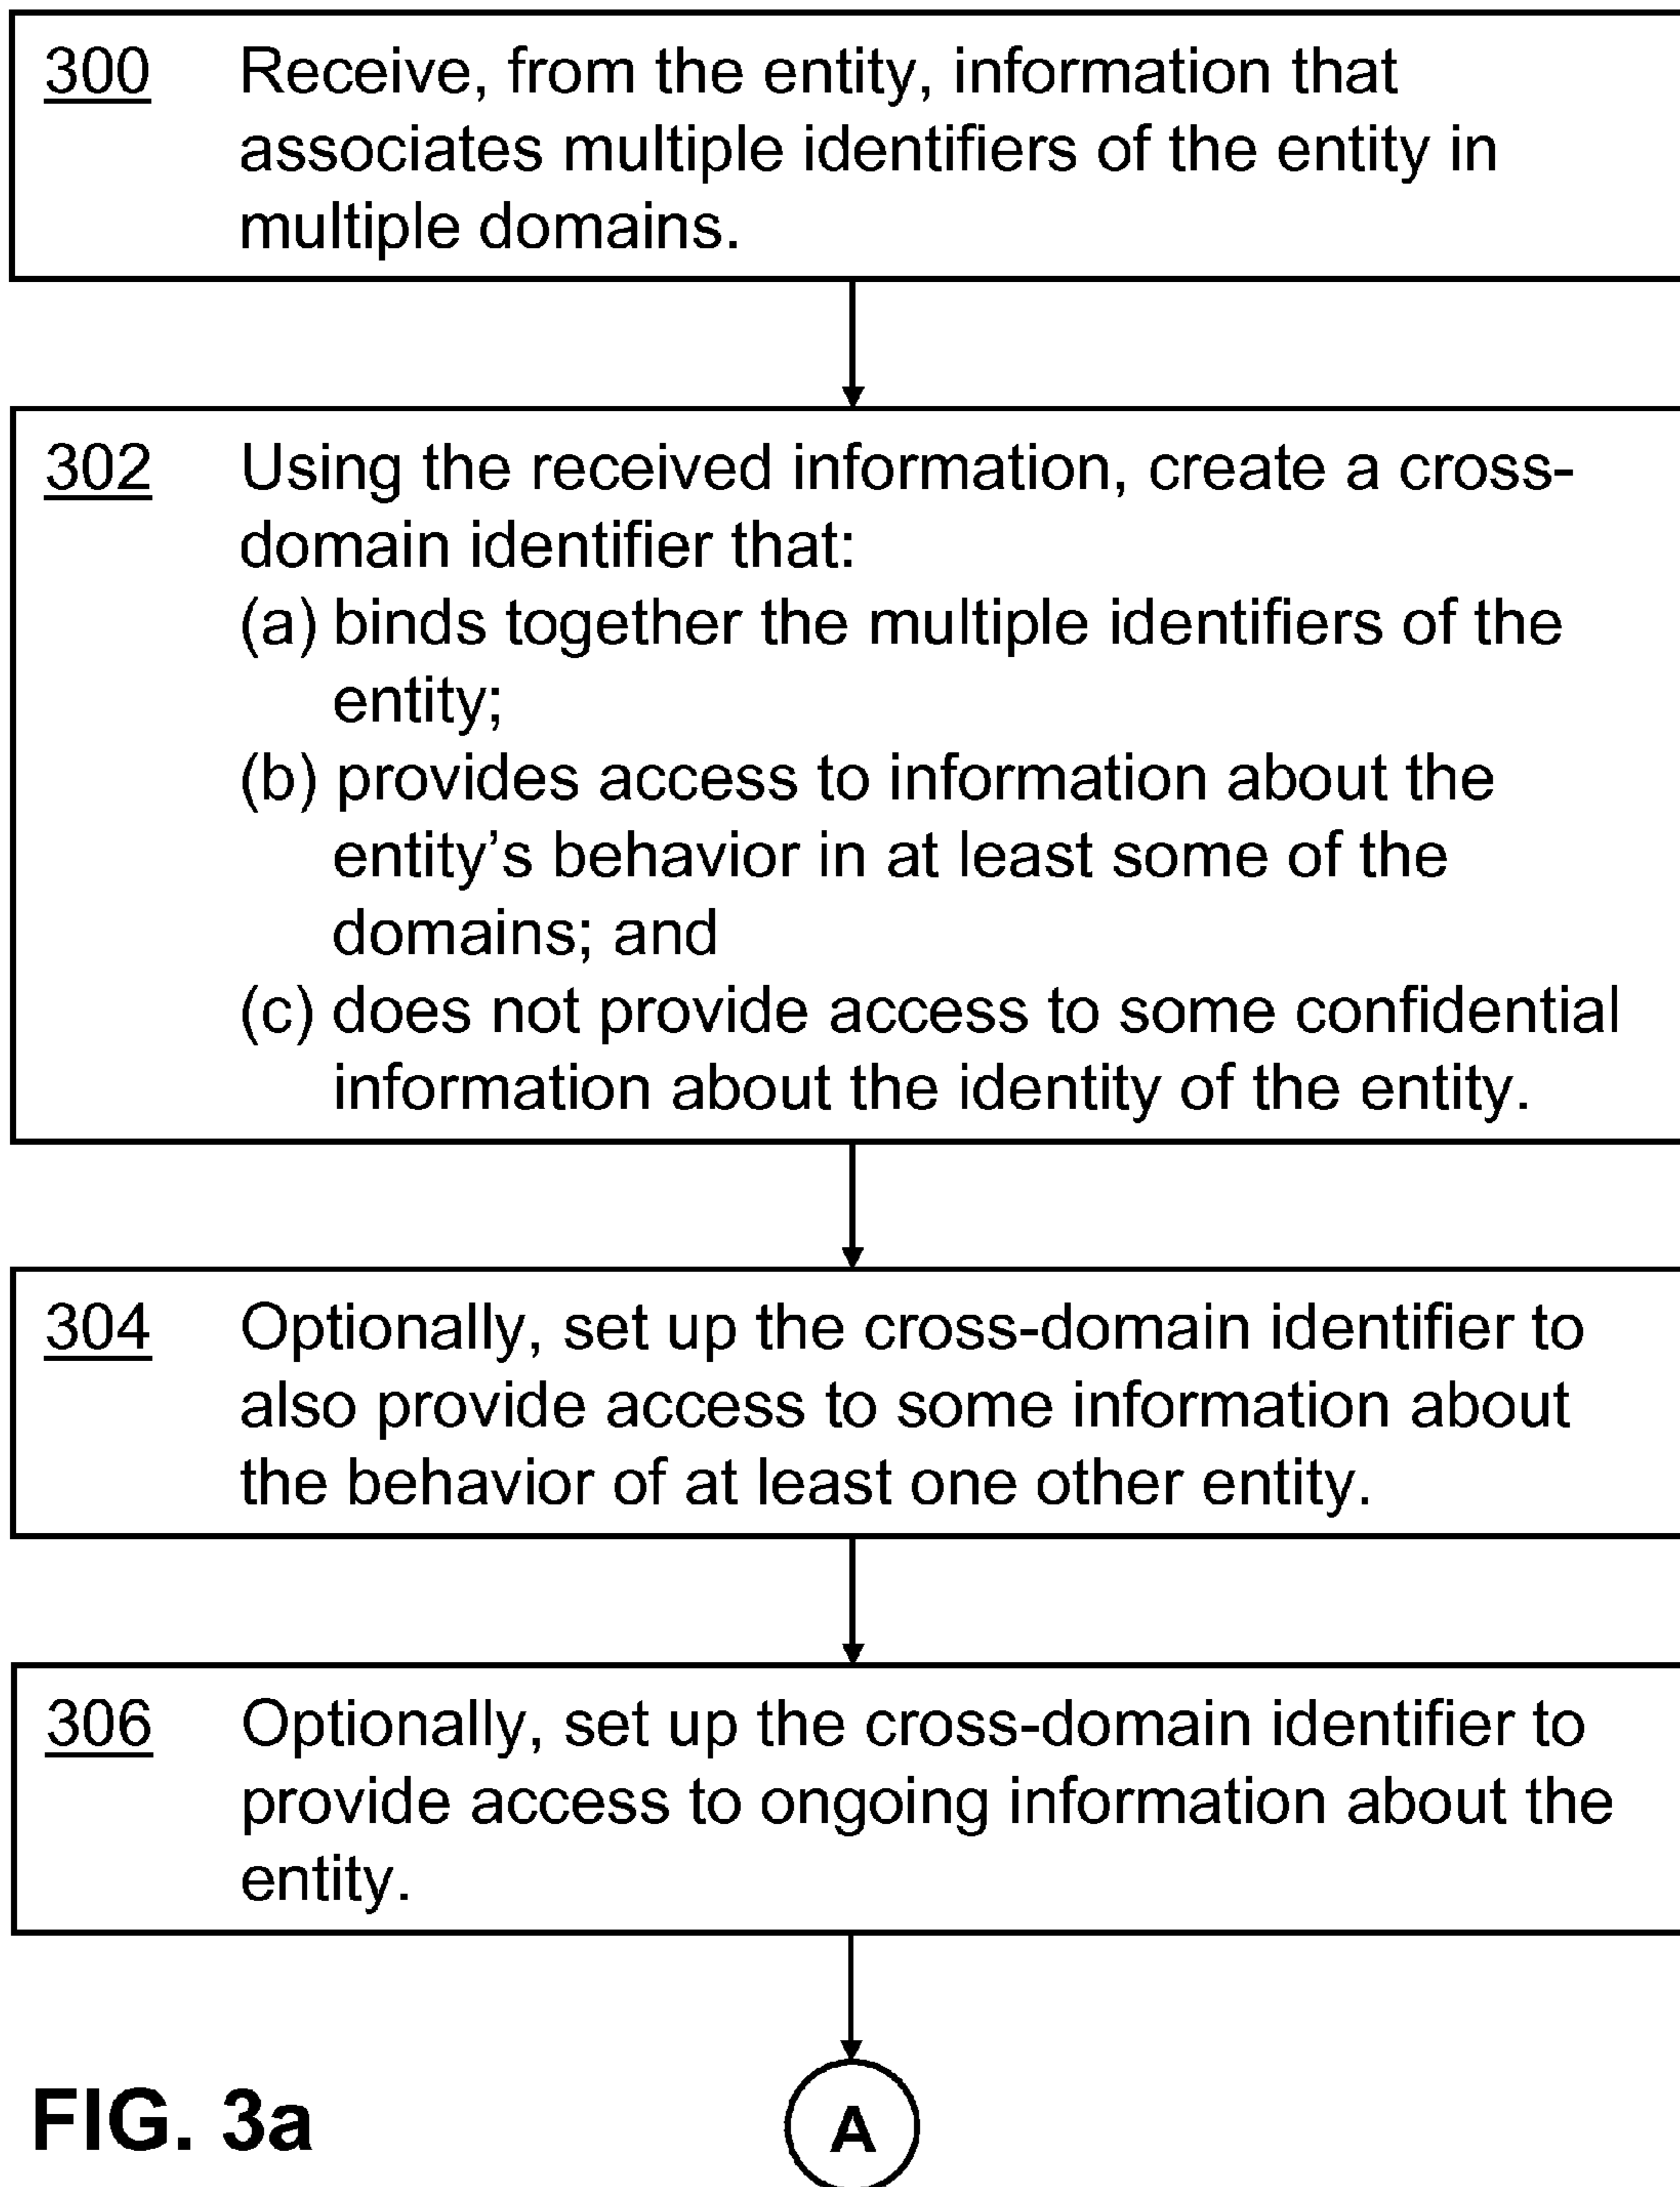 300 Receive, from the entity, information that
associates multiple identifiers of the entity in
multiple domains.
302 Using the received information, create a cross-
domain identifier that:
(a) binds together the multiple identifiers of the
entity;
(b) provides access to information about the
entity’s behavior in at least some of the
domains; and
(c) does not provide access to some confidential
information about the identity of the entity.
304 Optionally, set up the cross-domain identifier to
also provide access to some information about
the behavior of at least one other entity.
306 Optionally, set up the cross-domain identifier to
provide access to ongoing information about the
entity.
FIG. 3a
A